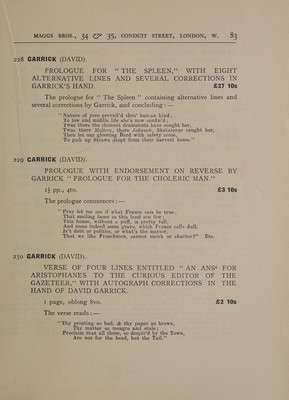 MAGGS BROS., 34 & 35, CONDUIT STREET, LONDON, W. 83
228 GARRICK (DAVID).
PROLOGUE FOR "THE SPLEEN," WITH EIGHT
ALTERNATIVE LINES AND SEVERAL CORRECTIONS IN
GARRICK'S HAND. £27 10s
The prologue for "The Spleen" containing alternative lines and
several corrections by Garrick, and concluding:—
"Nature of yore prevail'd thro' human kind;
To low and middle life she's now confin'd;
Twas there the choicest dramatists have sought her,
Twas there Moliere, there Johnson, Shakespear caught her,
Then let our gleening Bard with safety come,
To pick up Straws dropt from their harvest home."
229 GARRICK (DAVID).
PROLOGUE WITH ENDORSEMENT ON REVERSE BY
GARRICK "PROLOGUE FOR THE CHOLERIC MAN."
1½ pp., 4to. £3 10s
The prologue commences:—
"Pray let me see if what France sais be true;
That smiling faces in this land are few;
This house, without a puff, is pretty full,
And some indeed seem grave, which France calls dull.
Is't debt or politics, or what's the matter,
That we like Frenchmen, cannot snuch or chatter?" Etc.
230 GARRICK (DAVID).
VERSE OF FOUR LINES ENTITLED "AN ANSR FOR
ARISTOPHANES TO THE CURIOUS EDITOR OF THE
GAZETEER," WITH AUTOGRAPH CORRECTIONS IN THE
HAND OF DAVID GARRICK.
1 page, oblong 8vo. £2 10s
The verse reads:—
"Thy printing so bad, & thy paper so brown,
Thy matter so meagre and stale;
Proclaim that all three, so despis'd by the Town,
Are not for the head, but the Tail."